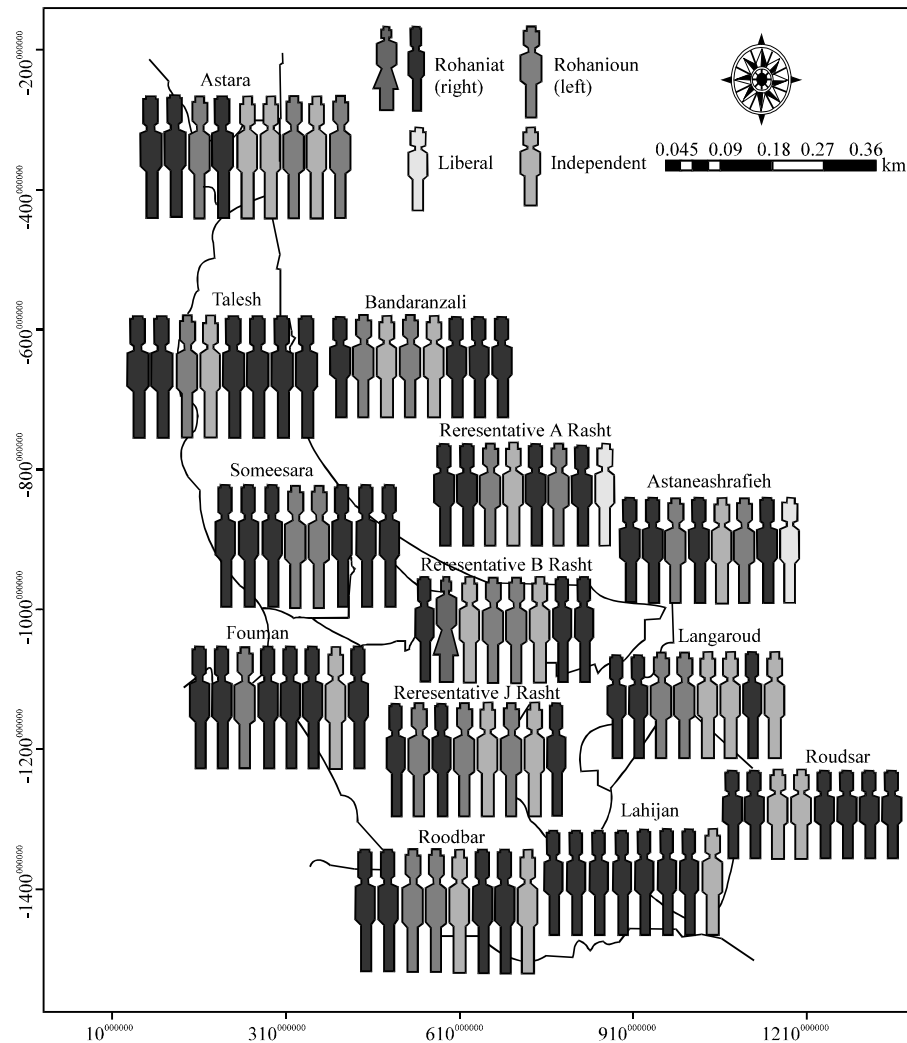 Astara
Rohaniat
(right)
Rohanioun
(left)
Liberal
Independent
0.045 0.09 0.18 0.27 0.36
km
Talesh
Bandaranzali
Reresentative A Rasht
Someesara
Astaneashrafieh
Reresentative B Rasht
Fouman
Langaroud
Reresentative J Rasht
Roudsar
Lahijan
Roodbar
-200000000
-400000000
-600000000
-800000000
-1000000000
-1200000000
-1400000000
10000000 310000000 610000000 910000000 1210000000